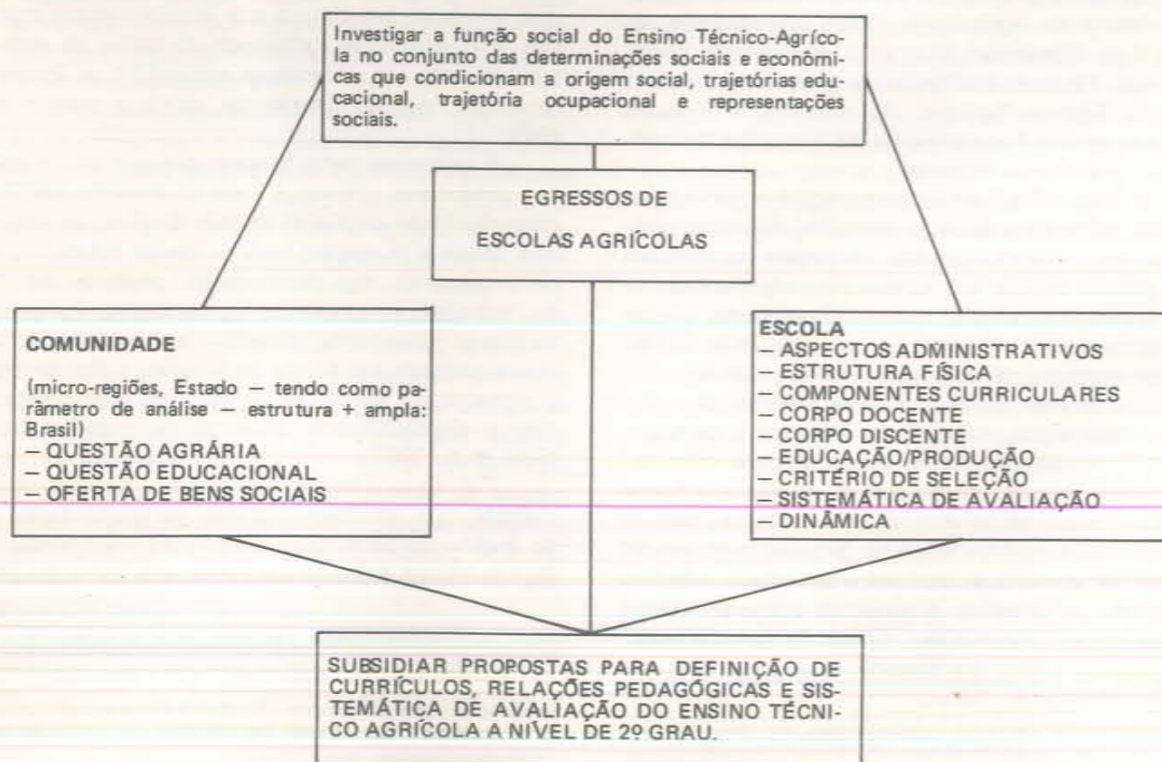 Investigar a função social do Ensino Técnico-Agríco-
la no conjunto das determinações sociais e econômi-
cas que condicionam a origem social, trajetórias edu-
cacional, trajetória ocupacional e representações
sociais.
EGRESSOS DE
ESCOLAS AGRÍCOLAS
COMUNIDADE
(micro-regiões, Estado — tendo como pa-
râmetro de análise — estrutura + ampla:
Brasil)
— QUESTÃO AGRÁRIA
— QUESTÃO EDUCACIONAL
— OFERTA DE BENS SOCIAIS
ESCOLA
— ASPECTOS ADMINISTRATIVOS
— ESTRUTURA FÍSICA
— COMPONENTES CURRICULARES
— CORPO DOCENTE
— CORPO DISCENTE
— EDUCAÇÃO/PRODUÇÃO
— CRITÉRIO DE SELEÇÃO
— SISTEMÁTICA DE AVALIAÇÃO
— DINÂMICA
SUBSIDIAR PROPOSTAS PARA DEFINIÇÃO DE
CURRÍCULOS, RELAÇÕES PEDAGÓGICAS E SIS-
TEMÁTICA DE AVALIAÇÃO DO ENSINO TÉCNI-
CO AGRÍCOLA A NÍVEL DE 2º GRAU.